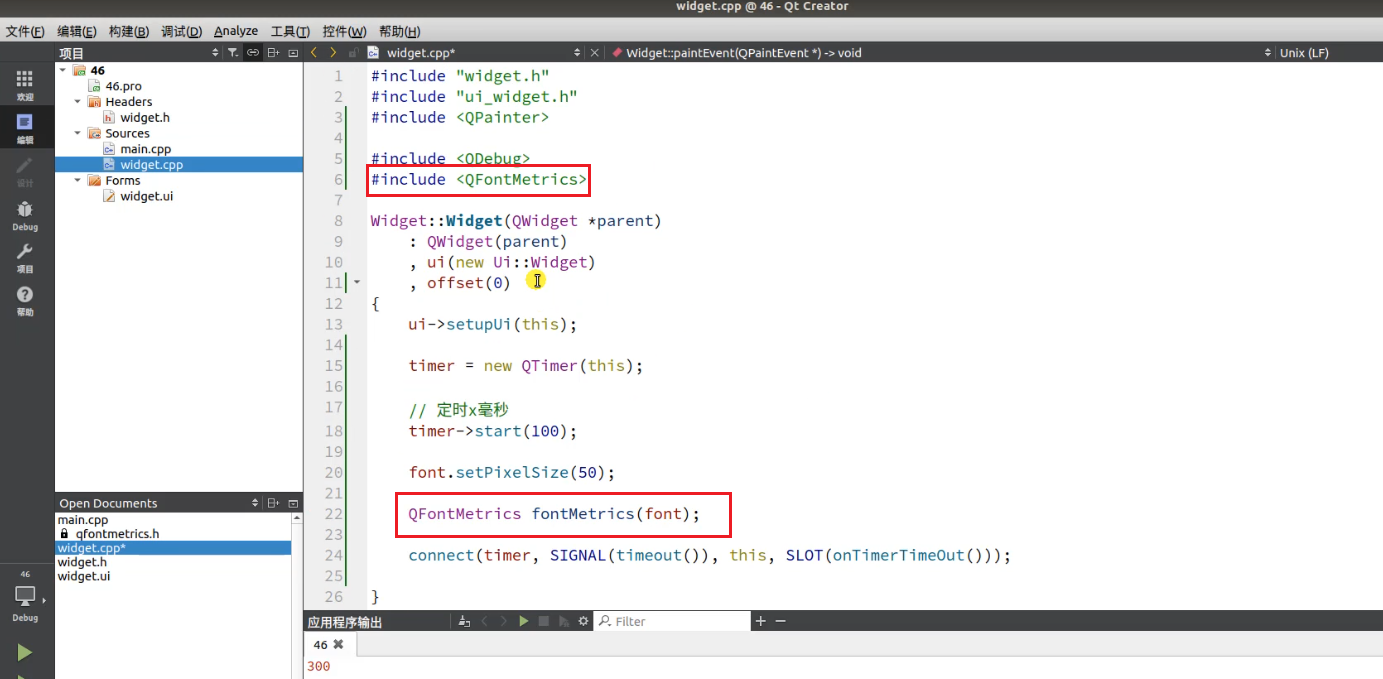 widget.cpp @ 46 - Qt Creator
文件(F) 编辑(E) 构建(B) 调试(D) Analyze 工具(T) 控件(W) 帮助(H)
项目
widget.cpp*
Widget::paintEvent(QPaintEvent *) -> void
Unix (LF)
欢迎
编辑
设计
Debug
项目
帮助
46
46.pro
Headers
widget.h
Sources
main.cpp
widget.cpp
Forms
widget.ui
1 #include "widget.h"
2 #include "ui_widget.h"
3 #include <QPainter>
4
5 #include <QDebug>
6 #include <QFontMetrics>
7
8 Widget::Widget(QWidget *parent)
9     : QWidget(parent)
10     , ui(new Ui::Widget)
11     , offset(0)
12 {
13     ui->setupUi(this);
14
15     timer = new QTimer(this);
16
17     // 定时x毫秒
18     timer->start(100);
19
20     font.setPixelSize(50);
21
22     QFontMetrics fontMetrics(font);
23
24     connect(timer, SIGNAL(timeout()), this, SLOT(onTimerTimeOut()));
25
26 }
Open Documents
main.cpp
qfontmetrics.h
widget.cpp*
widget.h
widget.ui
46
Debug
应用程序输出
Filter
46
300